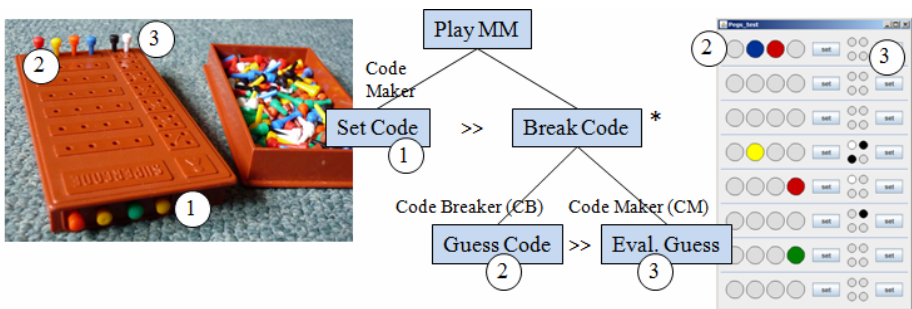 3
2
SUPERCODE
1
Play MM
Code
Maker
Set Code >> Break Code *
1
Code Breaker (CB) Code Maker (CM)
Guess Code >> Eval. Guess
2 3
Pegs_test
2 set 3
set set
set set
set set
set set
set set
set set
set set